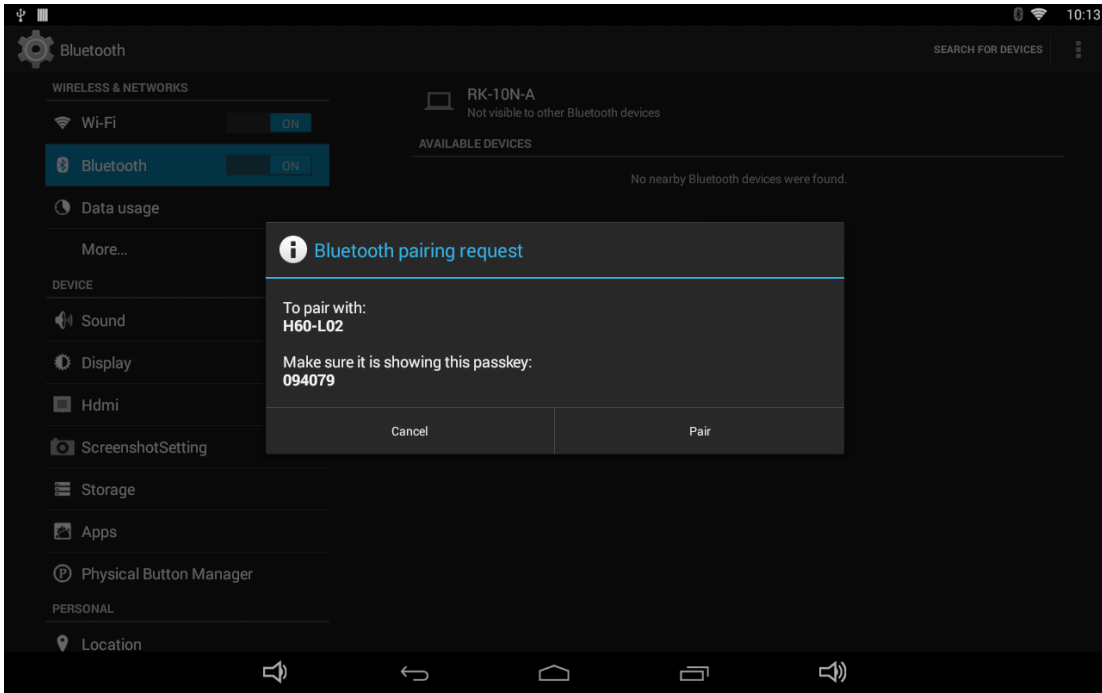 10:13
Bluetooth
SEARCH FOR DEVICES
WIRELESS & NETWORKS
Wi-Fi
ON
Bluetooth
ON
Data usage
More...
DEVICE
Sound
Display
Hdmi
ScreenshotSetting
Storage
Apps
P
Physical Button Manager
PERSONAL
Location
RK-10N-A
Not visible to other Bluetooth devices
AVAILABLE DEVICES
No nearby Bluetooth devices were found.
Bluetooth pairing request
To pair with:
H60-L02
Make sure it is showing this passkey:
094079
Cancel
Pair